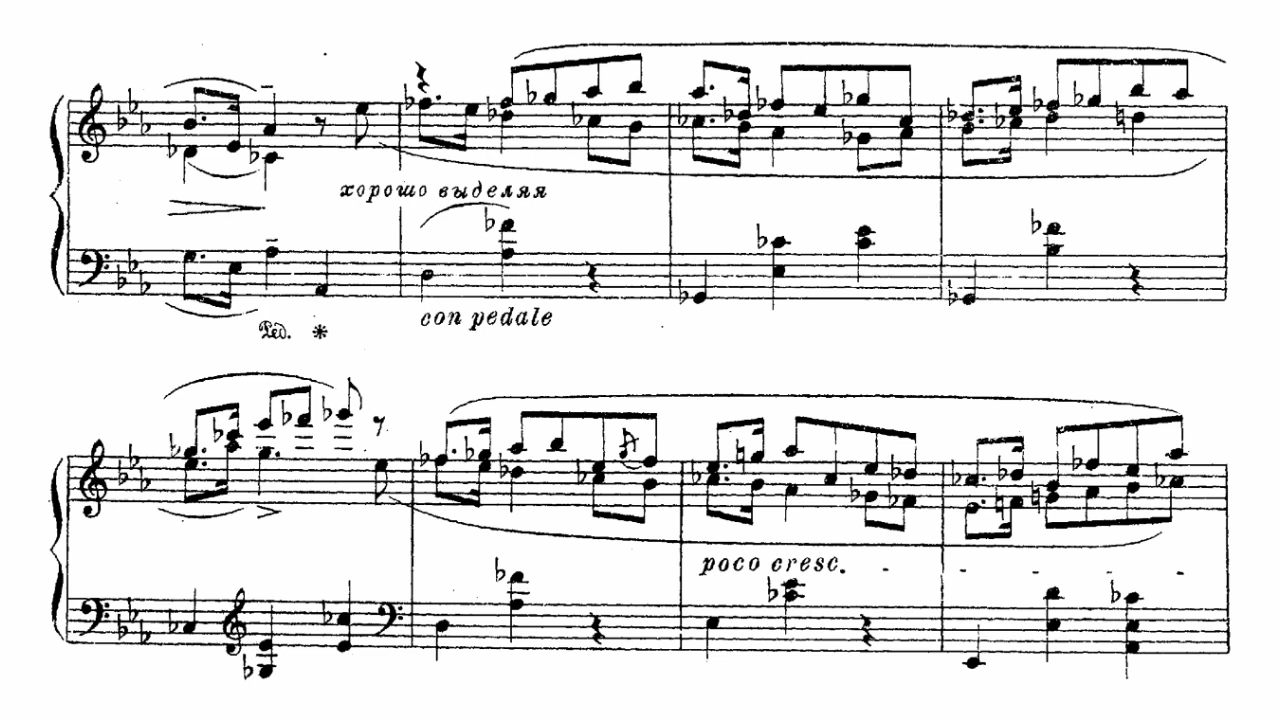 хорошо выделяя
con pedale
Ped. *
poco cresc. - - - - -